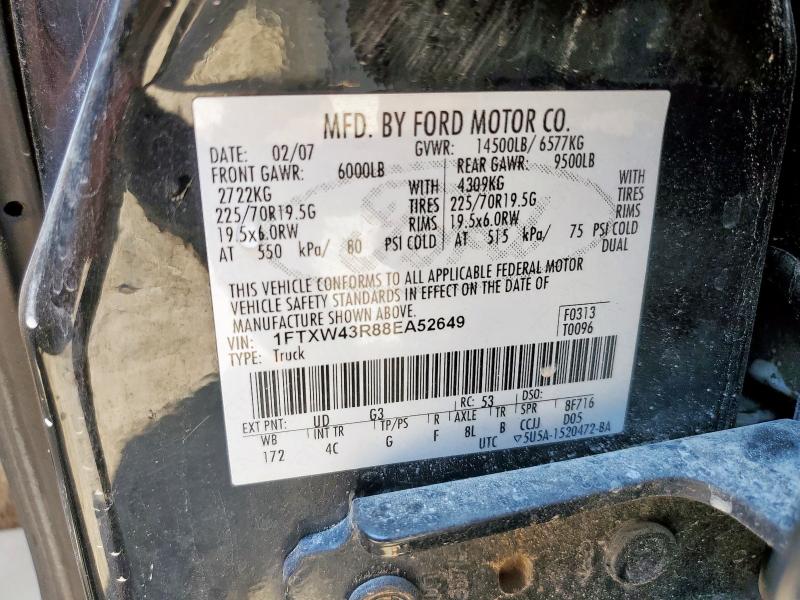 MFD. BY FORD MOTOR CO.
DATE: 02/07 GVWR: 14500LB/ 6577KG
FRONT GAWR: 6000LB REAR GAWR: 9500LB
2722KG WITH 4309KG WITH
225/70R19.5G TIRES 225/70R19.5G TIRES
19.5x6.0RW RIMS 19.5x6.0RW RIMS
AT 550 kPa/ 80 PSI COLD AT 515 kPa/ 75 PSI COLD
DUAL
THIS VEHICLE CONFORMS TO ALL APPLICABLE FEDERAL MOTOR
VEHICLE SAFETY STANDARDS IN EFFECT ON THE DATE OF
MANUFACTURE SHOWN ABOVE.
VIN: 1FTXW43R88EA52649 F0313
TYPE: Truck T0096
EXT PNT: UD G3 RC: 53 DSO:
WB INT TR TP/PS R AXLE TR SPR 8F716
172 4C G F 8L B CCJJ D05
UTC ▽5U5A-1520472-BA